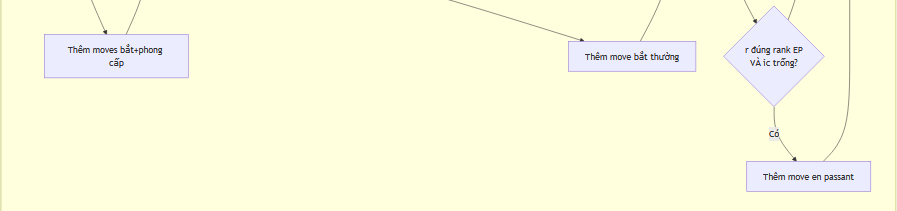 Thêm moves bắt+phong
cấp
Thêm move bắt thường
r đúng rank EP
VÀ ic trống?
Có
Thêm move en passant